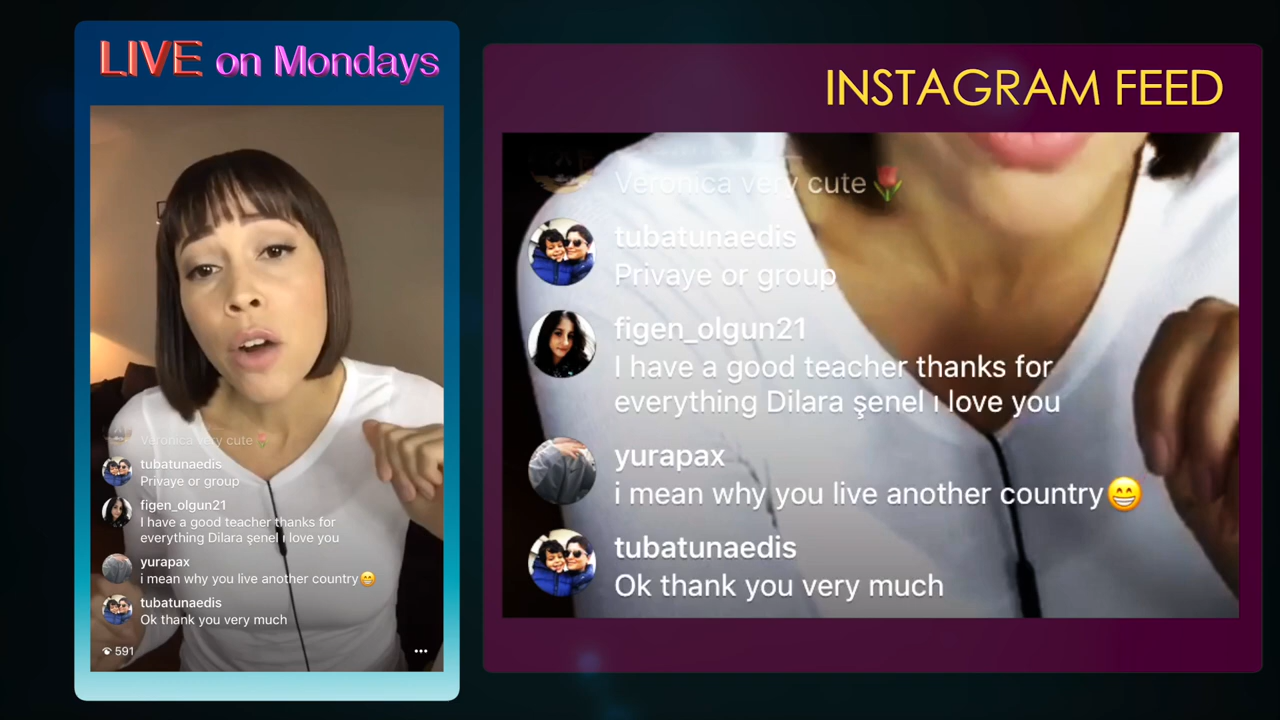 LIVE on Mondays
Veronica very cute🌷
tubatunaedis
Privaye or group
figen_olgun21
I have a good teacher thanks for
everything Dilara şenel ı love you
yurapax
i mean why you live another country😁
tubatunaedis
Ok thank you very much
591
INSTAGRAM FEED
Veronica very cute🌷
tubatunaedis
Privaye or group
figen_olgun21
I have a good teacher thanks for
everything Dilara şenel ı love you
yurapax
i mean why you live another country😁
tubatunaedis
Ok thank you very much